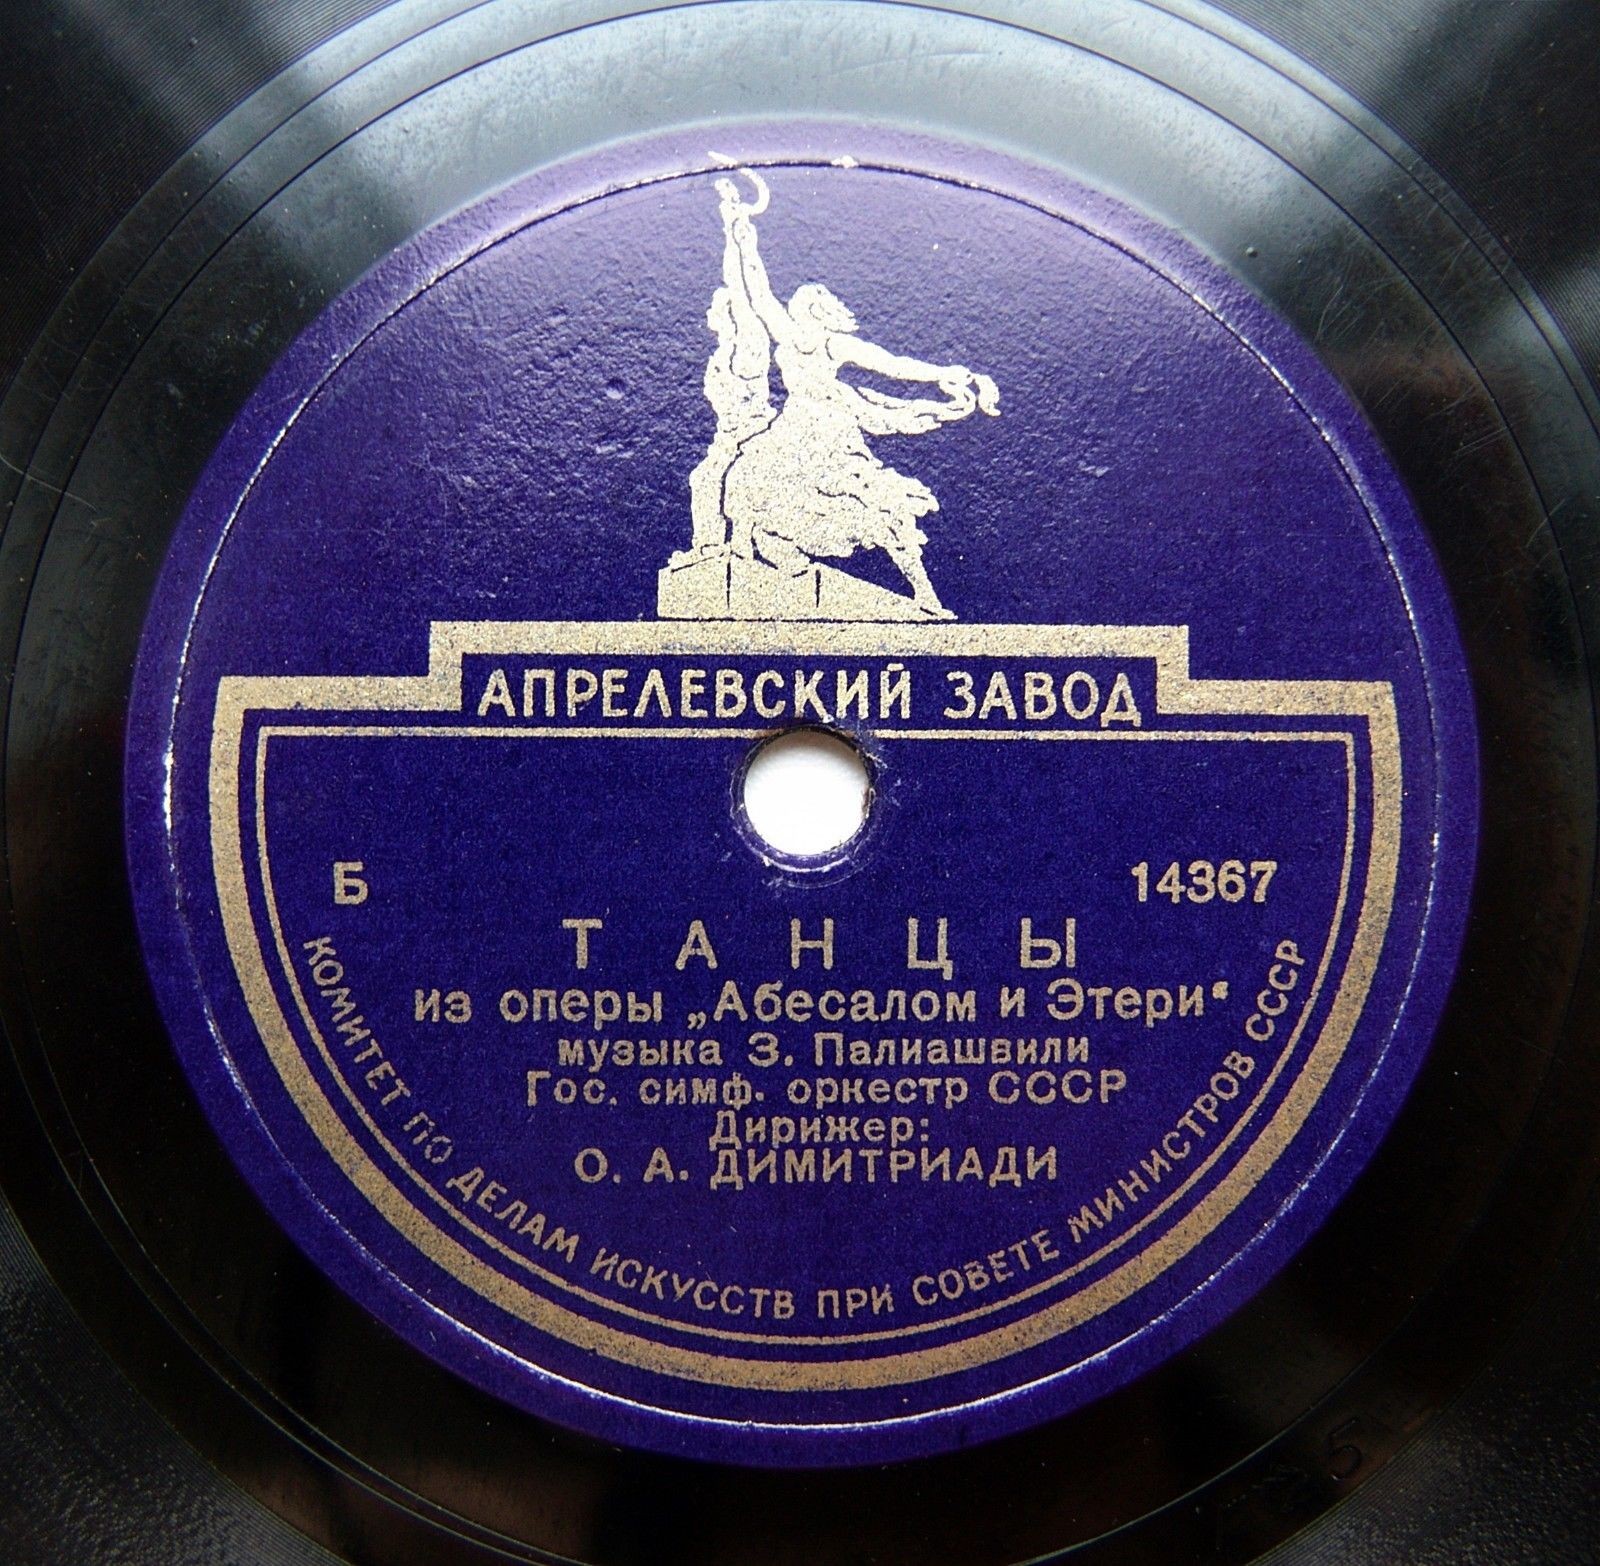 АПРЕЛЕВСКИЙ ЗАВОД
Б 14367
ТАНЦЫ
из оперы „Абесалом и Этери“
музыка З. Палиашвили
Гос. симф. оркестр СССР
Дирижер:
О. А. ДИМИТРИАДИ
КОМИТЕТ ПО ДЕЛАМ ИСКУССТВ ПРИ СОВЕТЕ МИНИСТРОВ СССР